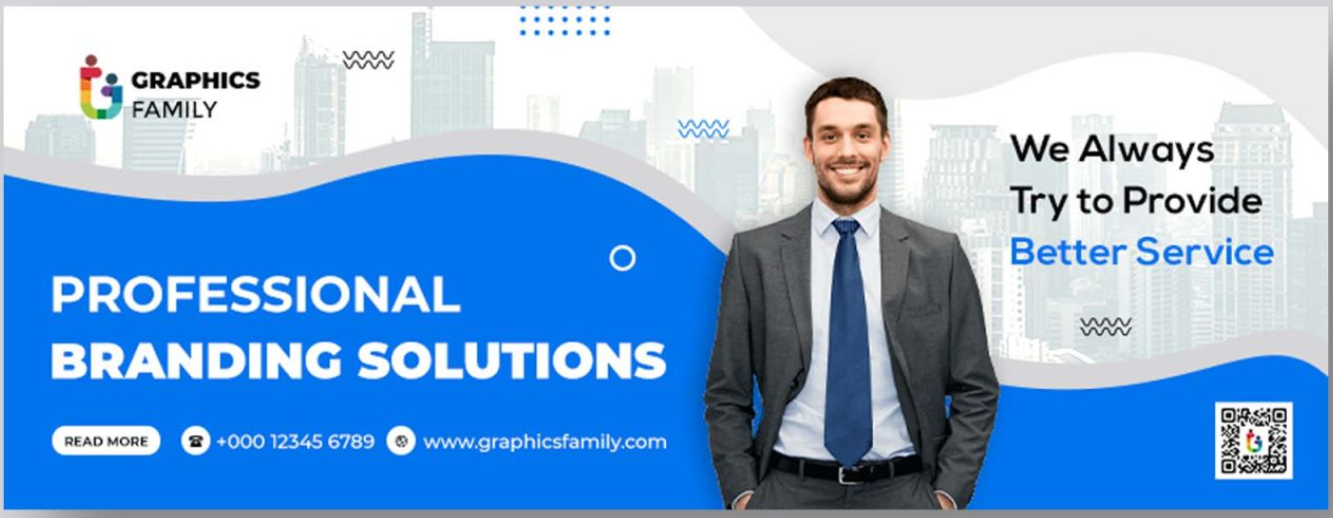 GRAPHICS
FAMILY
PROFESSIONAL
BRANDING SOLUTIONS
READ MORE
+000 12345 6789
www.graphicsfamily.com
We Always
Try to Provide
Better Service